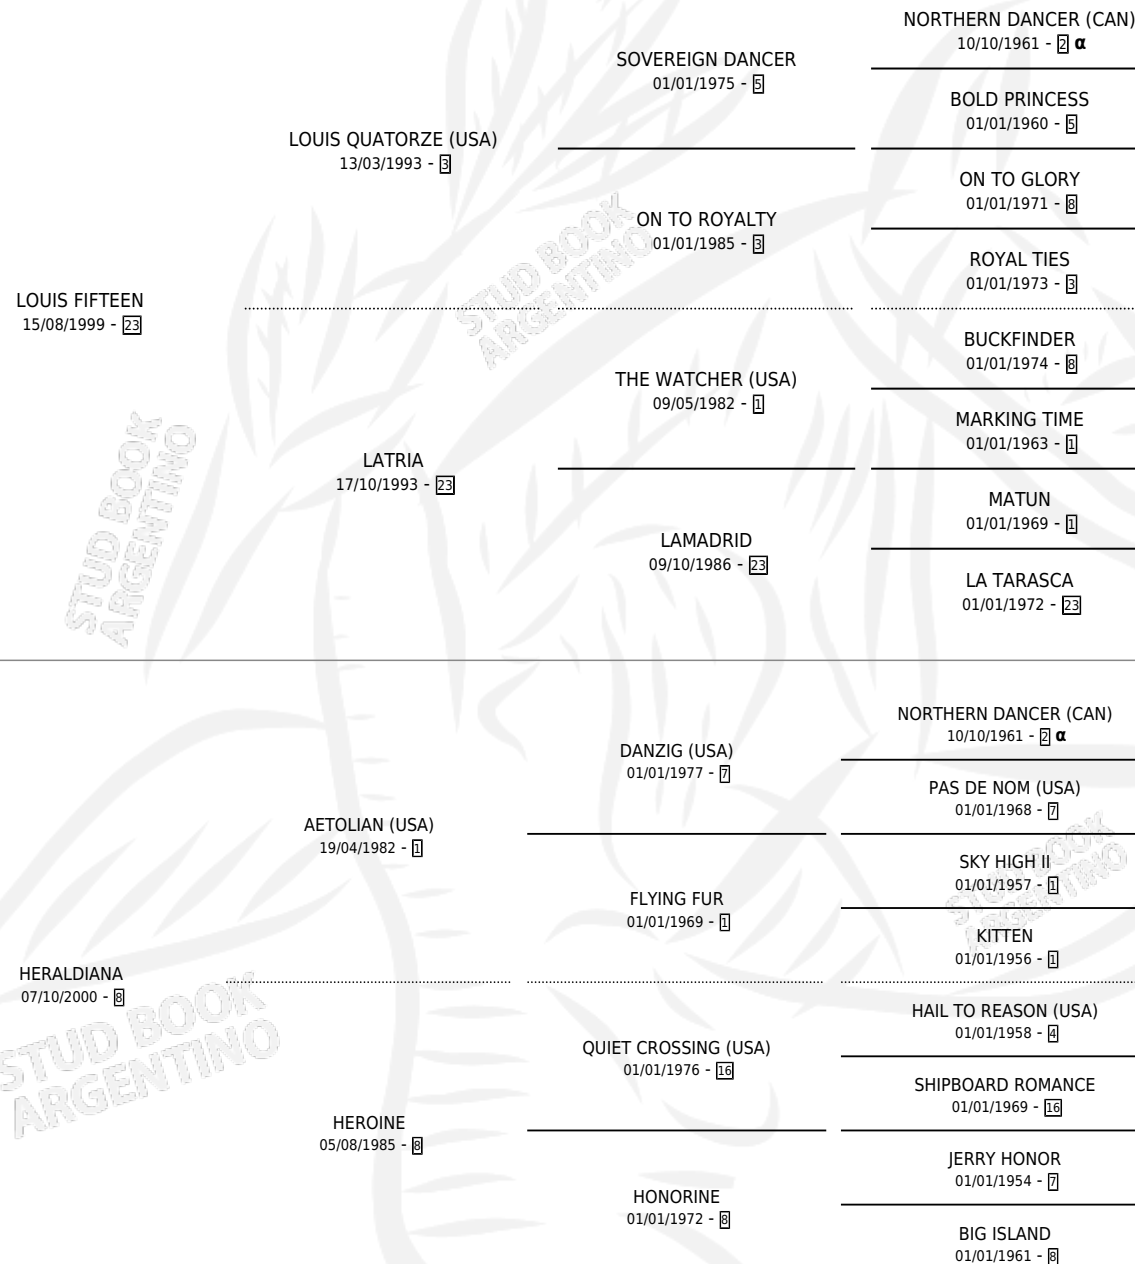 NORTHERN DANCER (CAN)
10/10/1961 - 2 α
SOVEREIGN DANCER
01/01/1975 - 5
BOLD PRINCESS
01/01/1960 - 5
LOUIS QUATORZE (USA)
13/03/1993 - 3
ON TO GLORY
01/01/1971 - 8
ON TO ROYALTY
01/01/1985 - 3
ROYAL TIES
01/01/1973 - 3
LOUIS FIFTEEN
15/08/1999 - 23
BUCKFINDER
01/01/1974 - 8
THE WATCHER (USA)
09/05/1982 - 1
MARKING TIME
01/01/1963 - 1
LATRIA
17/10/1993 - 23
MATUN
01/01/1969 - 1
LAMADRID
09/10/1986 - 23
LA TARASCA
01/01/1972 - 23
NORTHERN DANCER (CAN)
10/10/1961 - 2 α
DANZIG (USA)
01/01/1977 - 7
PAS DE NOM (USA)
01/01/1968 - 7
AETOLIAN (USA)
19/04/1982 - 1
SKY HIGH II
01/01/1957 - 1
FLYING FUR
01/01/1969 - 1
KITTEN
01/01/1956 - 1
HERALDIANA
07/10/2000 - 8
HAIL TO REASON (USA)
01/01/1958 - 4
QUIET CROSSING (USA)
01/01/1976 - 16
SHIPBOARD ROMANCE
01/01/1969 - 16
HEROINE
05/08/1985 - 8
JERRY HONOR
01/01/1954 - 7
HONORINE
01/01/1972 - 8
BIG ISLAND
01/01/1961 - 8
STUD BOOK
ARGENTINO
STUD BOOK
ARGENTINO
STUD BOOK
ARGENTINO
STUD BOOK
ARGENTINO